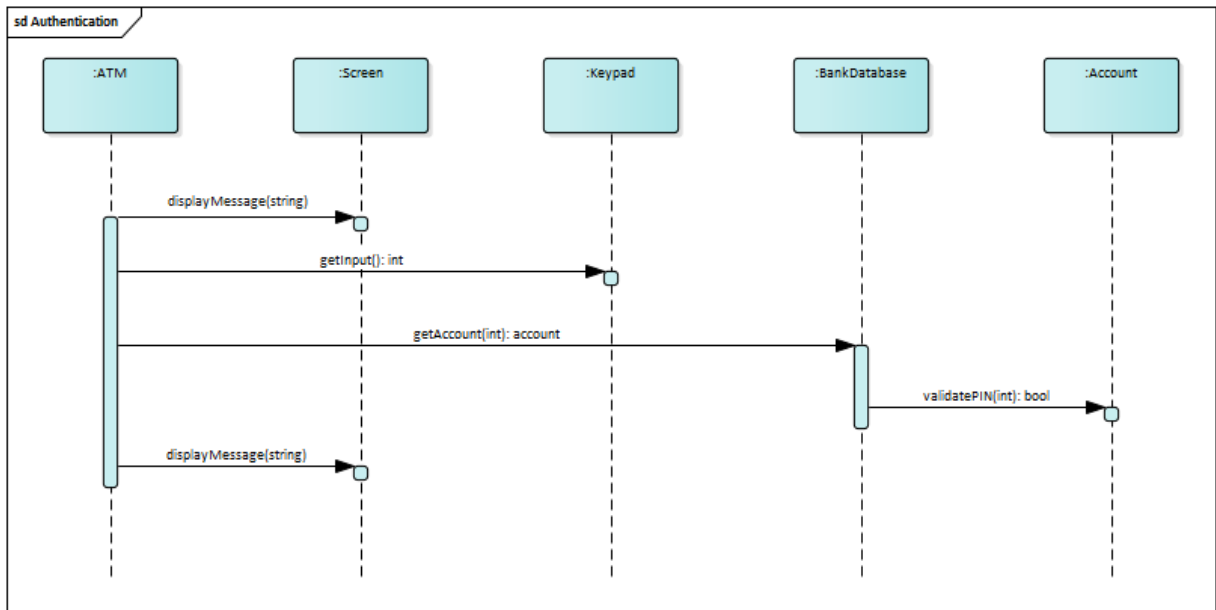 sd Authentication
:ATM
:Screen
:Keypad
:BankDatabase
:Account
displayMessage(string)
getInput(): int
getAccount(int): account
validatePIN(int): bool
displayMessage(string)